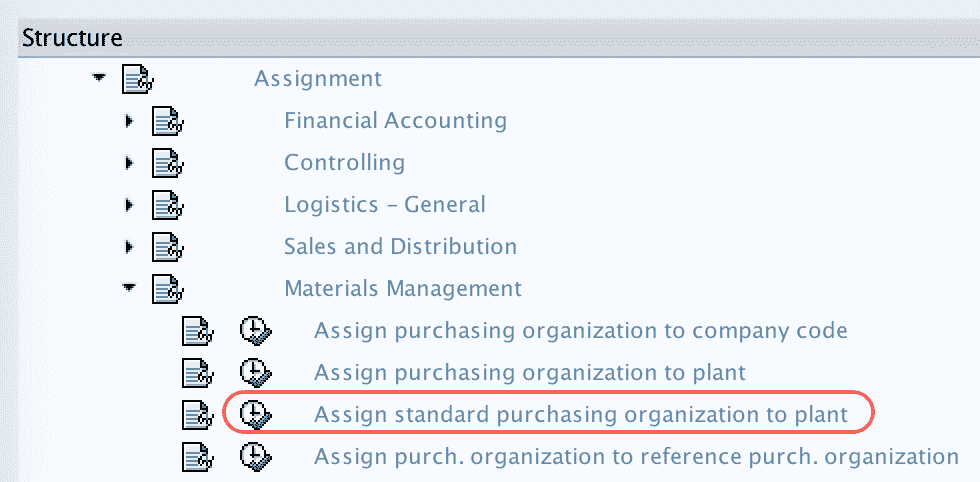 Structure
Assignment
Financial Accounting
Controlling
Logistics – General
Sales and Distribution
Materials Management
Assign purchasing organization to company code
Assign purchasing organization to plant
Assign standard purchasing organization to plant
Assign purch. organization to reference purch. organization